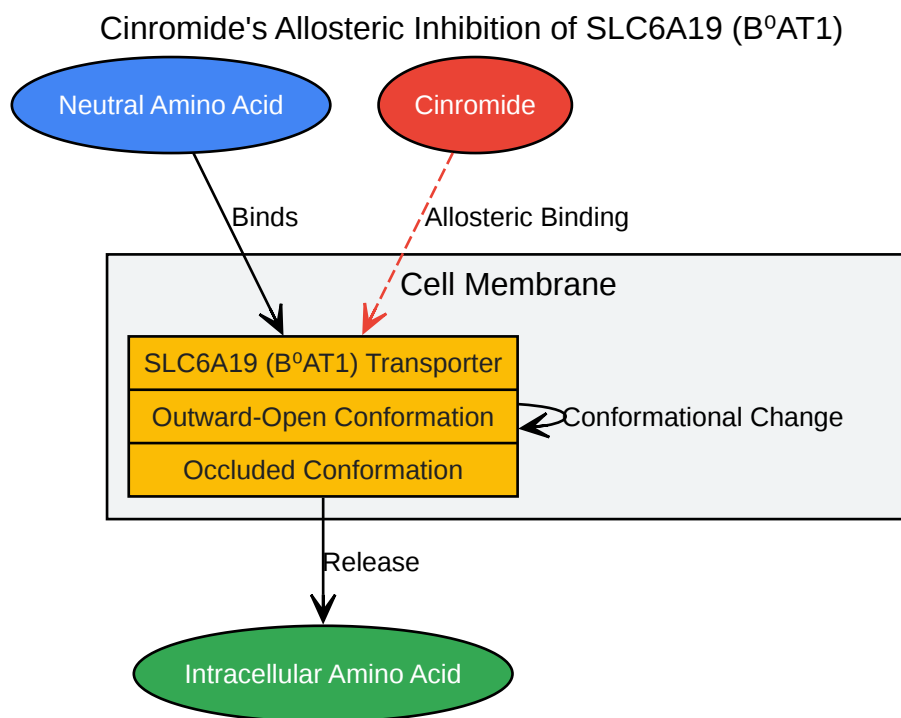 Cinromide's Allosteric Inhibition of SLC6A19 (B⁰AT1)
Neutral Amino Acid
Cinromide
Binds
Allosteric Binding
Cell Membrane
SLC6A19 (B⁰AT1) Transporter
Outward-Open Conformation
Conformational Change
Occluded Conformation
Release
Intracellular Amino Acid